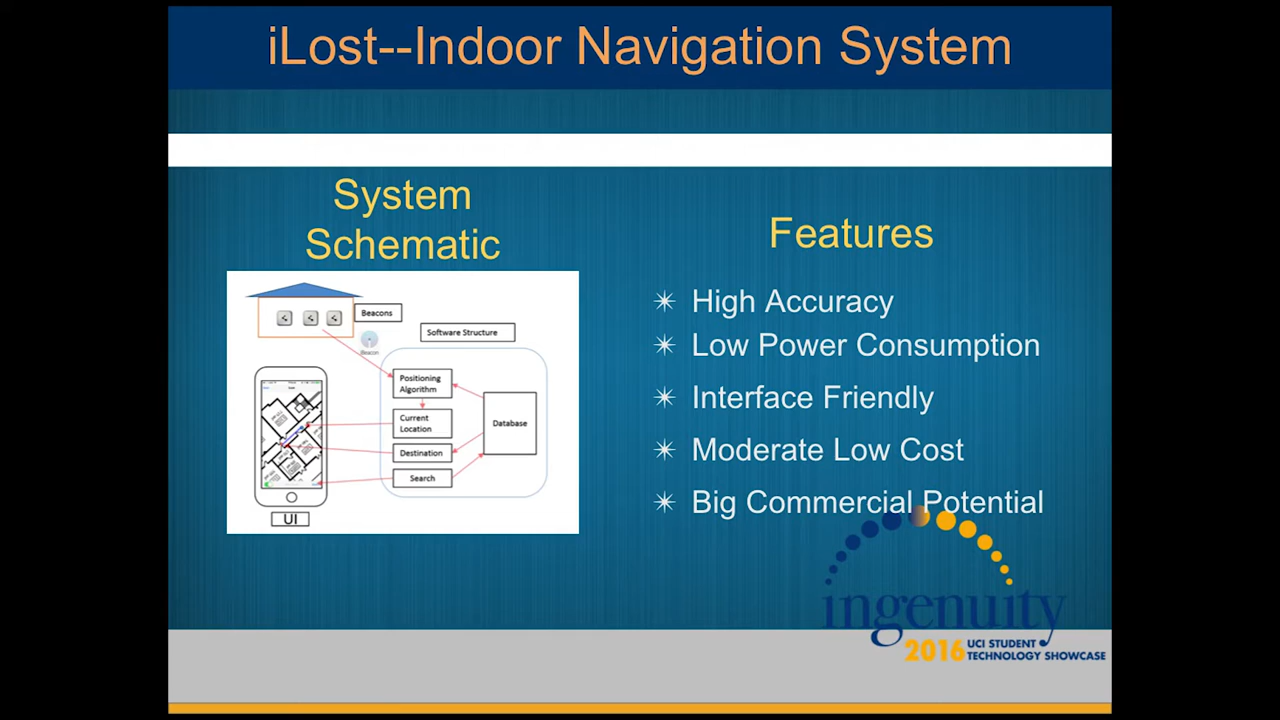 iLost--Indoor Navigation System
System
Schematic
Beacons
iBeacon
Software Structure
Positioning
Algorithm
Current
Location
Destination
Search
Database
UI
Features
High Accuracy
Low Power Consumption
Interface Friendly
Moderate Low Cost
Big Commercial Potential
ingenuity
2016 UCI STUDENT
TECHNOLOGY SHOWCASE